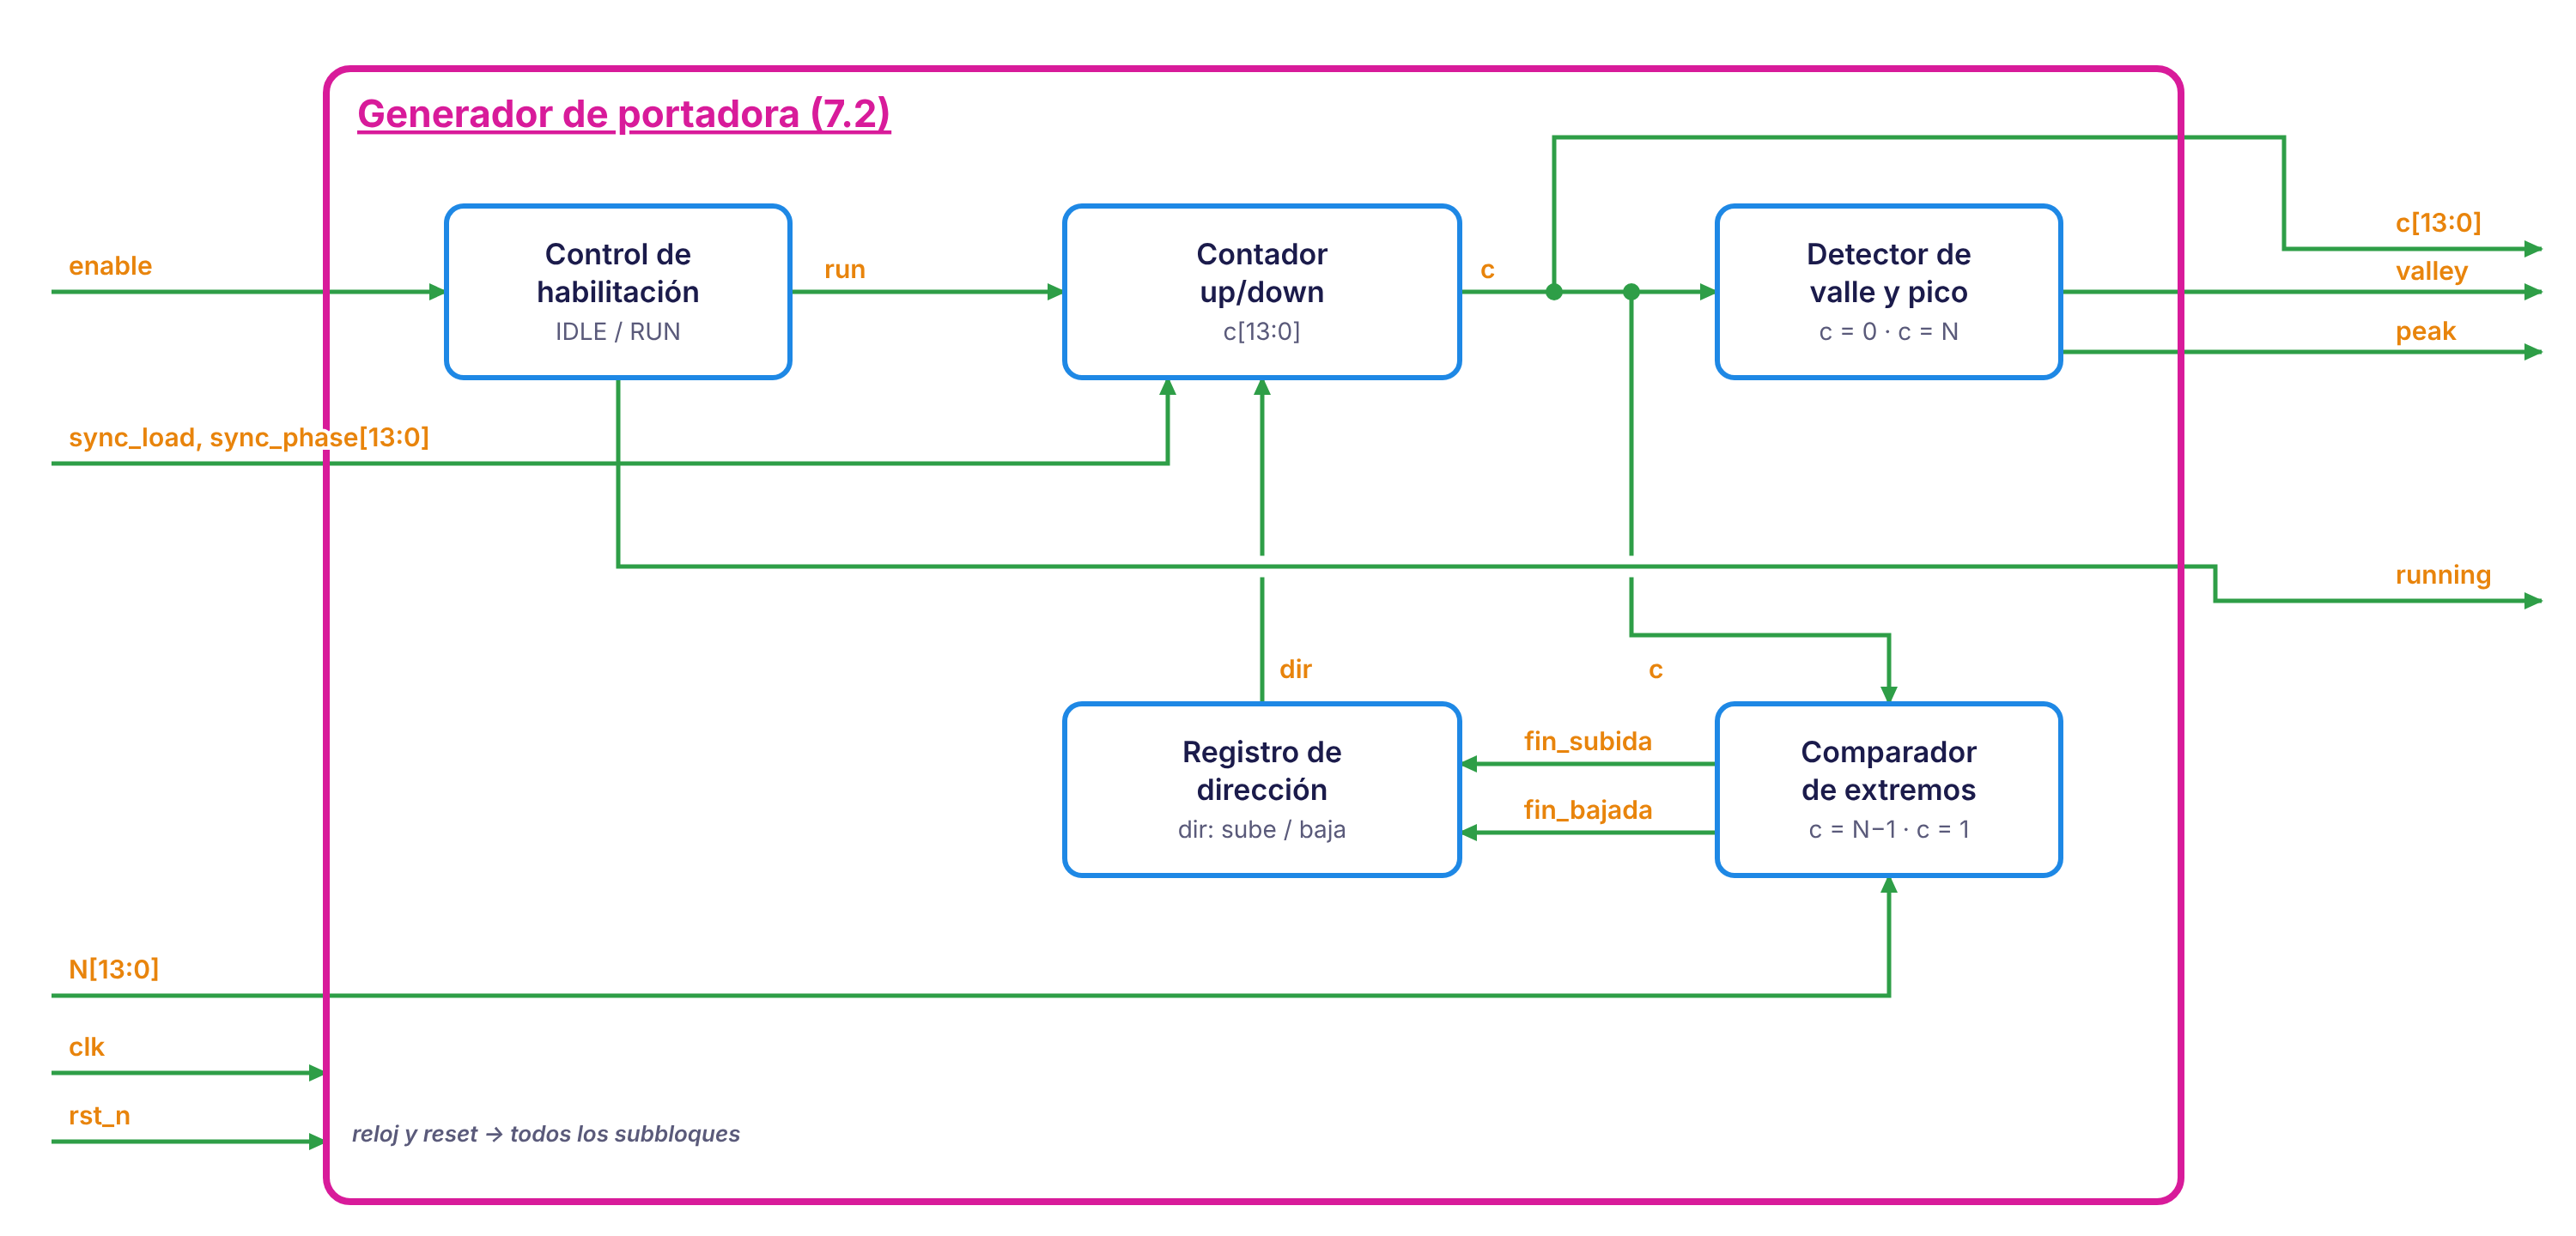 Generador de portadora (7.2)
enable
Control de
habilitación
IDLE / RUN
run
Contador
up/down
c[13:0]
c
Detector de
valle y pico
c = 0 · c = N
c[13:0]
valley
peak
sync_load, sync_phase[13:0]
running
dir
c
Registro de
dirección
dir: sube / baja
fin_subida
fin_bajada
Comparador
de extremos
c = N−1 · c = 1
N[13:0]
clk
rst_n
reloj y reset → todos los subbloques